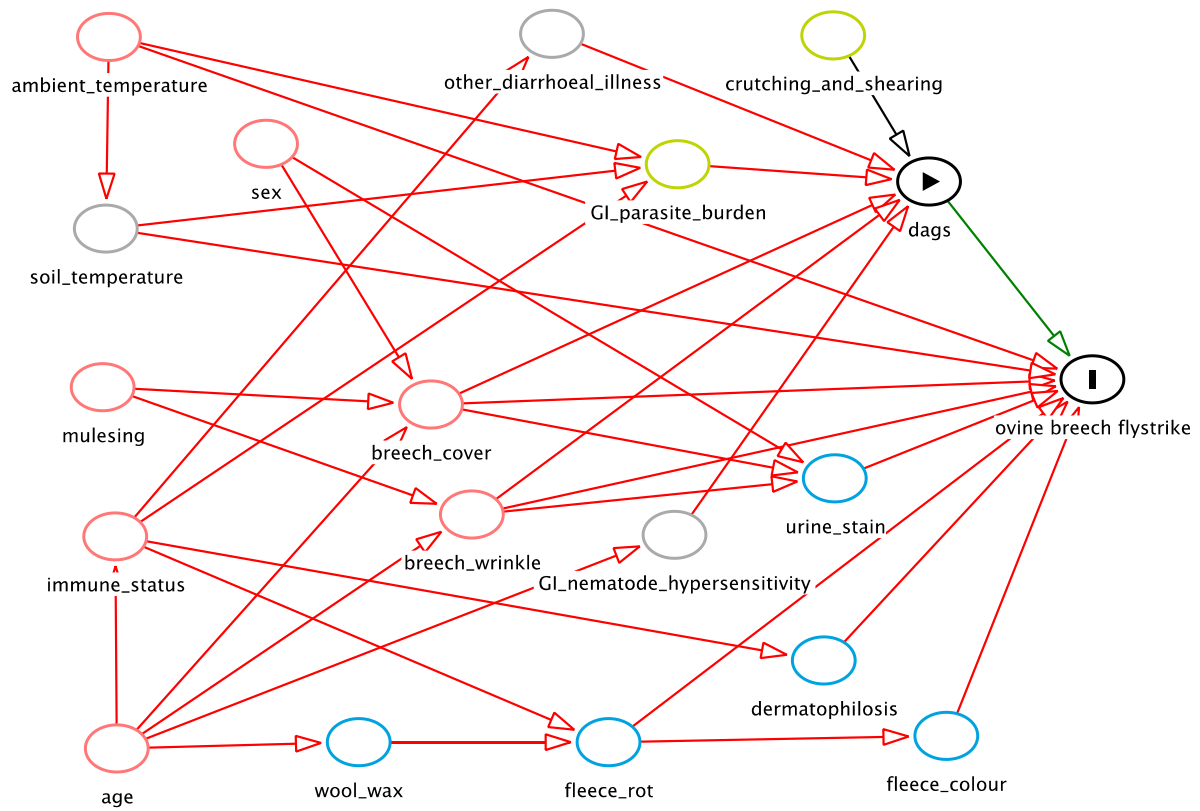 other_diarrhoeal_illness
crutching_and_shearing
ambient_temperature
sex
GI_parasite_burden
dags
soil_temperature
ovine breech flystrike
mulesing
breech_cover
urine_stain
breech_wrinkle
GI_nematode_hypersensitivity
immune_status
dermatophilosis
age
wool_wax
fleece_rot
fleece_colour